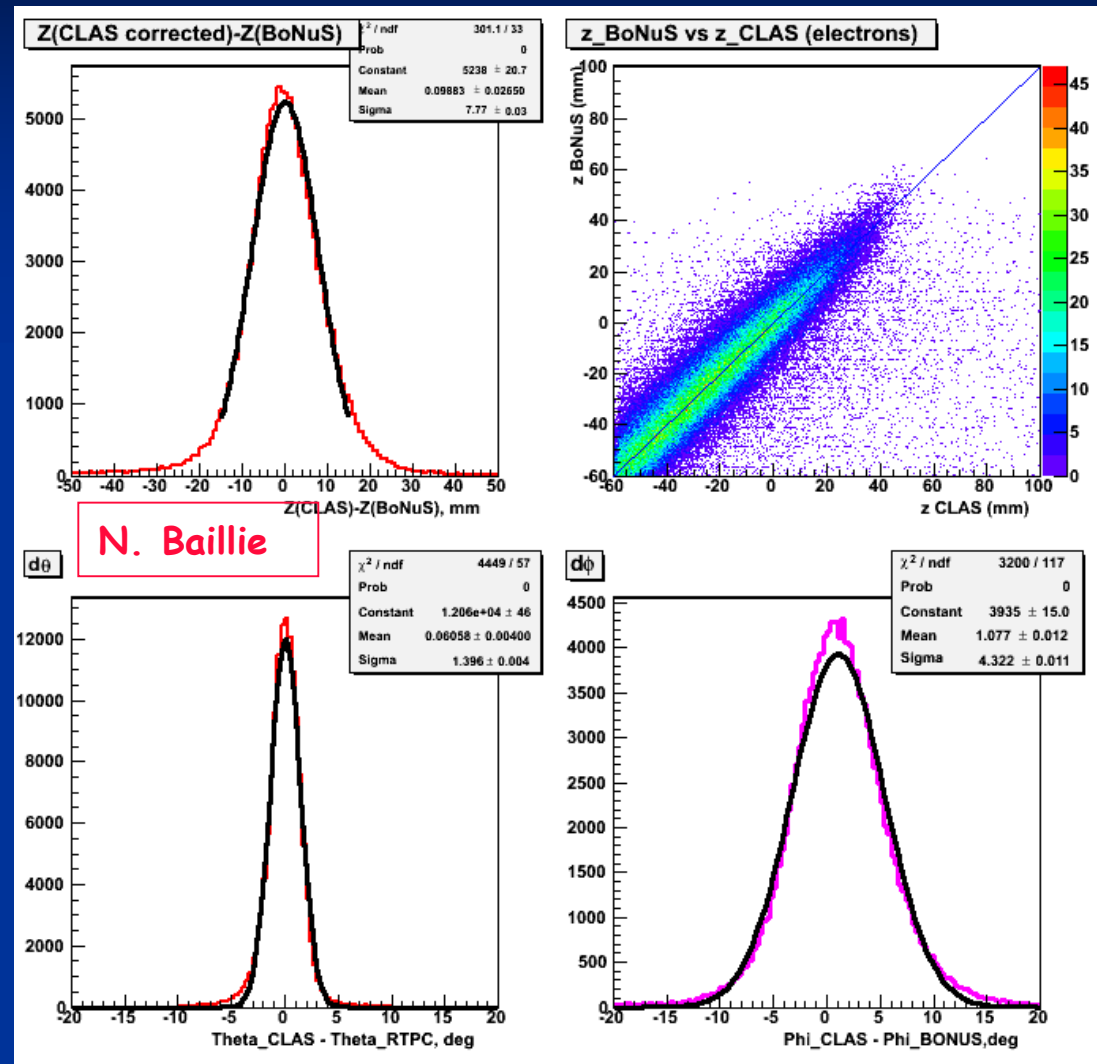 Z(CLAS corrected)-Z(BoNuS)
χ² / ndf 301.1 / 33
Prob 0
Constant 5238 ± 20.7
Mean 0.09883 ± 0.02650
Sigma 7.77 ± 0.03
5000
4000
3000
2000
1000
0
-50 -40 -30 -20 -10 0 10 20 30 40 50
Z(CLAS)-Z(BoNuS), mm
z_BoNuS vs z_CLAS (electrons)
z BoNuS (mm)
100
80
60
40
20
0
-20
-40
-60
-60 -40 -20 0 20 40 60 80 100
z CLAS (mm)
45
40
35
30
25
20
15
10
5
0
N. Baillie
dθ
χ² / ndf 4449 / 57
Prob 0
Constant 1.206e+04 ± 46
Mean 0.06058 ± 0.00400
Sigma 1.396 ± 0.004
12000
10000
8000
6000
4000
2000
0
-20 -15 -10 -5 0 5 10 15 20
Theta_CLAS - Theta_RTPC, deg
dϕ
χ² / ndf 3200 / 117
Prob 0
Constant 3935 ± 15.0
Mean 1.077 ± 0.012
Sigma 4.322 ± 0.011
4500
4000
3500
3000
2500
2000
1500
1000
500
0
-20 -15 -10 -5 0 5 10 15 20
Phi_CLAS - Phi_BONUS,deg